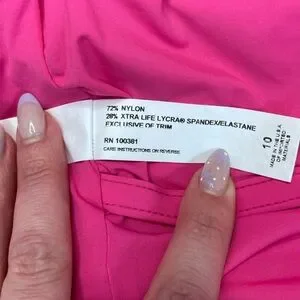 72% NYLON
28% XTRA LIFE LYCRA® SPANDEX/ELASTANE
EXCLUSIVE OF TRIM
RN 100361
CARE INSTRUCTIONS ON REVERSE
10
MADE IN THE U.S.A
OF IMPORTED
MATERIALS